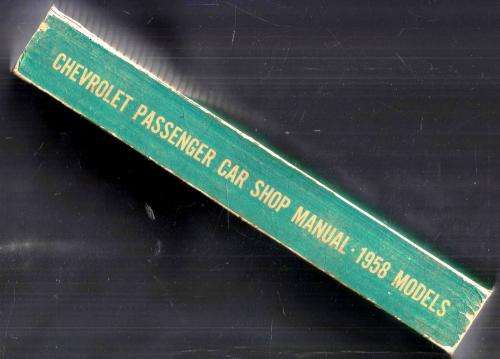 CHEVROLET PASSENGER CAR SHOP MANUAL · 1958 MODELS